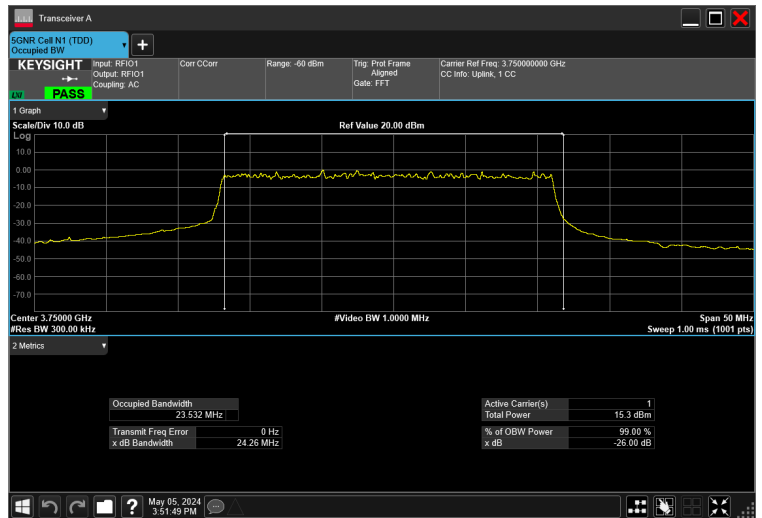 Transceiver A
5GNR Cell N1 (TDD)
Occupied BW
KEYSIGHT
Input: RFIO1
Output: RFIO1
Coupling: AC
Corr CCorr
Range: -60 dBm
Trig: Prot Frame
Aligned
Gate: FFT
Carrier Ref Freq: 3.750000000 GHz
CC Info: Uplink, 1 CC
LXI
PASS
1 Graph
Scale/Div 10.0 dB
Ref Value 20.00 dBm
Log
10.0
0.00
-10.0
-20.0
-30.0
-40.0
-50.0
-60.0
-70.0
Center 3.75000 GHz
#Video BW 1.0000 MHz
Span 50 MHz
#Res BW 300.00 kHz
Sweep 1.00 ms (1001 pts)
2 Metrics
Occupied Bandwidth
23.532 MHz
Transmit Freq Error 0 Hz
x dB Bandwidth 24.26 MHz
Active Carrier(s) 1
Total Power 15.3 dBm
% of OBW Power 99.00 %
x dB -26.00 dB
May 05, 2024
3:51:49 PM